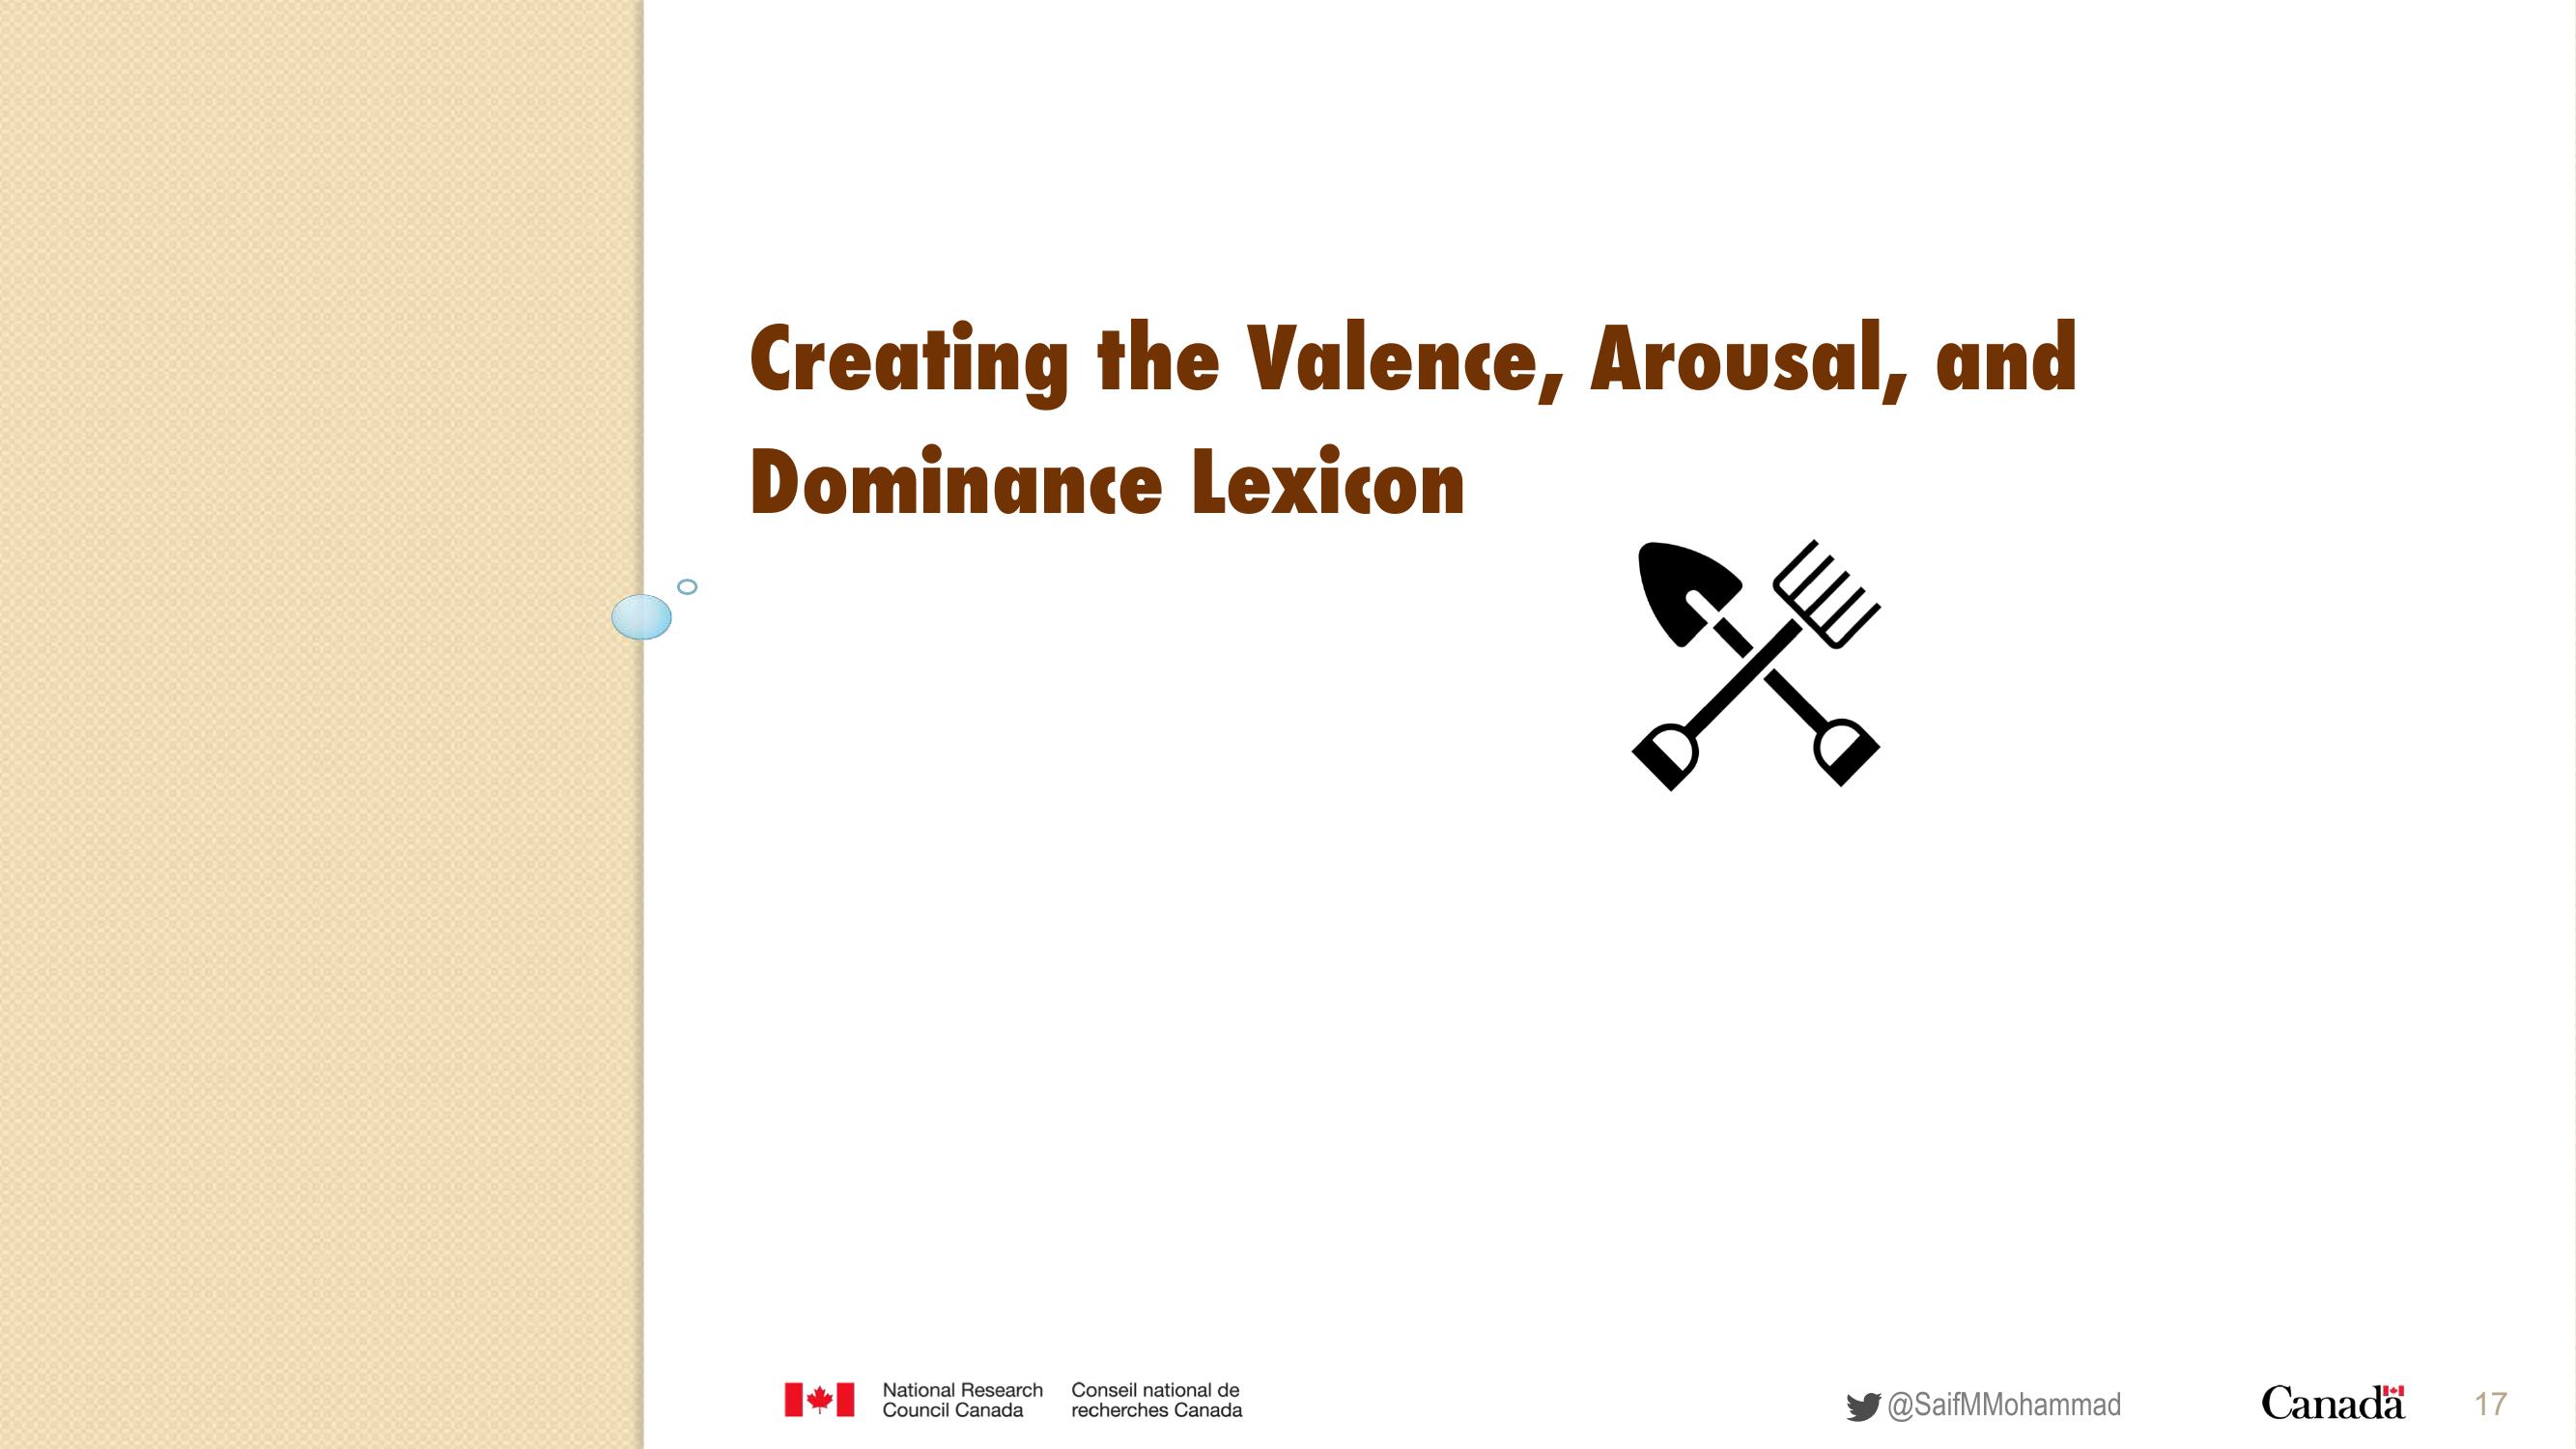 Creating the Valence, Arousal, and
Dominance Lexicon
National Research
Council Canada
Conseil national de
recherches Canada
@SaifMMohammad
Canada
17